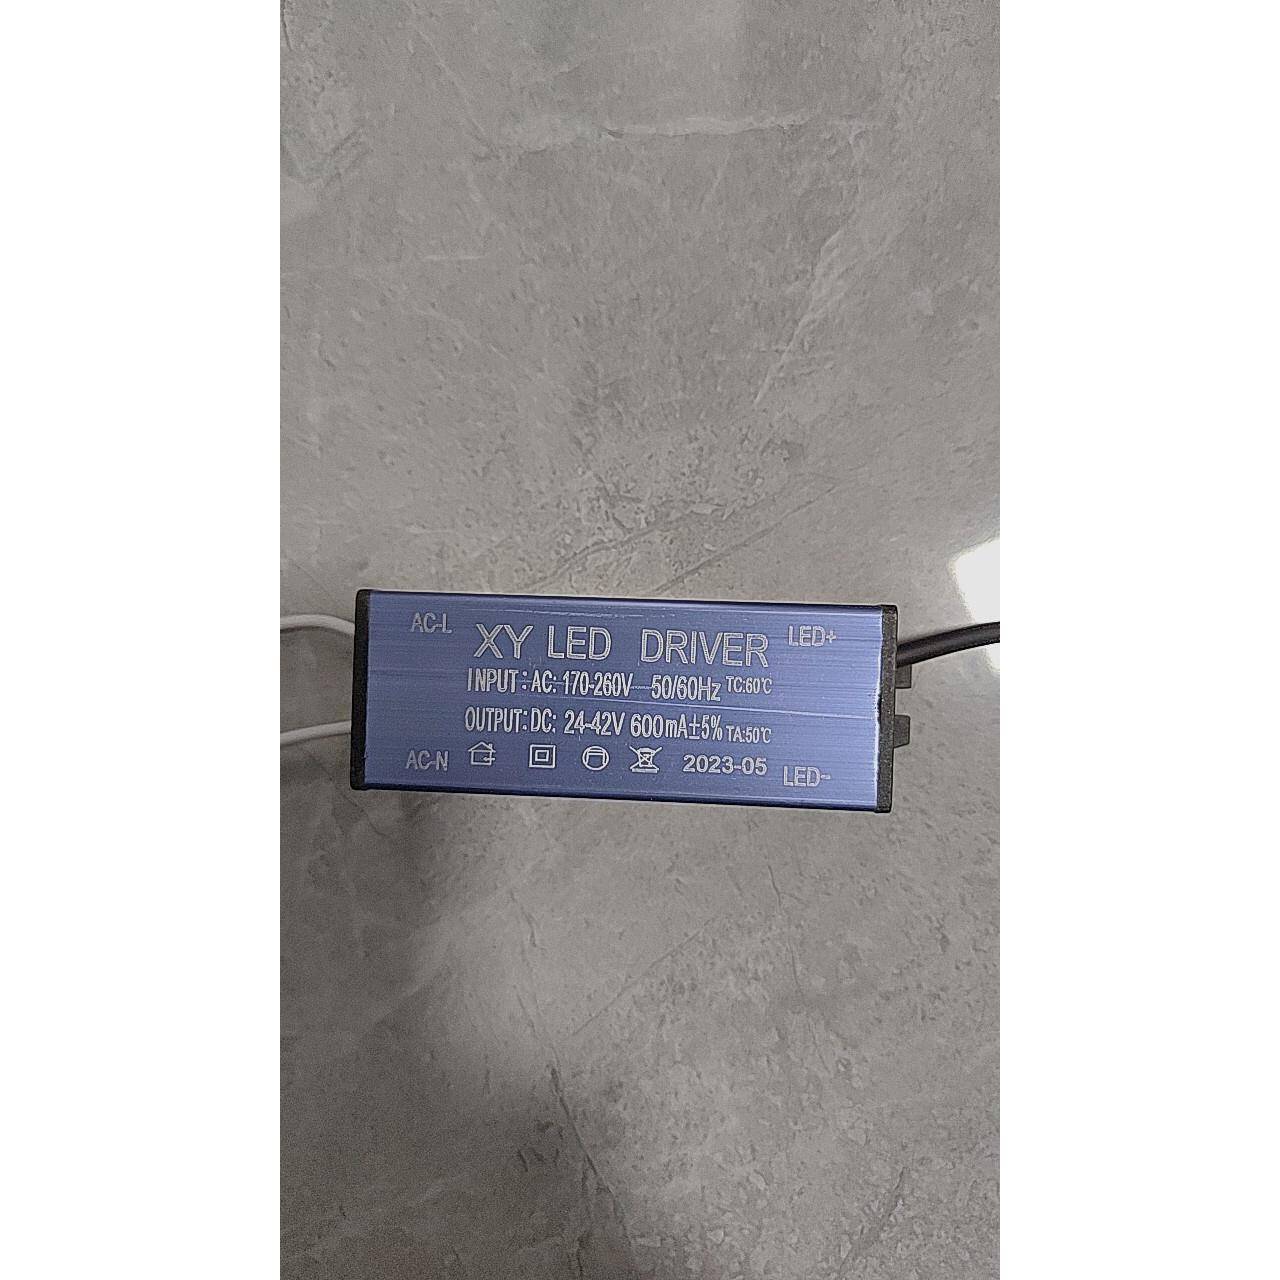 AC-L
XY LED DRIVER
LED+
INPUT: AC: 170-260V 50/60Hz TC:60℃
OUTPUT: DC: 24-42V 600mA±5% TA:50℃
AC-N
2023-05
LED-